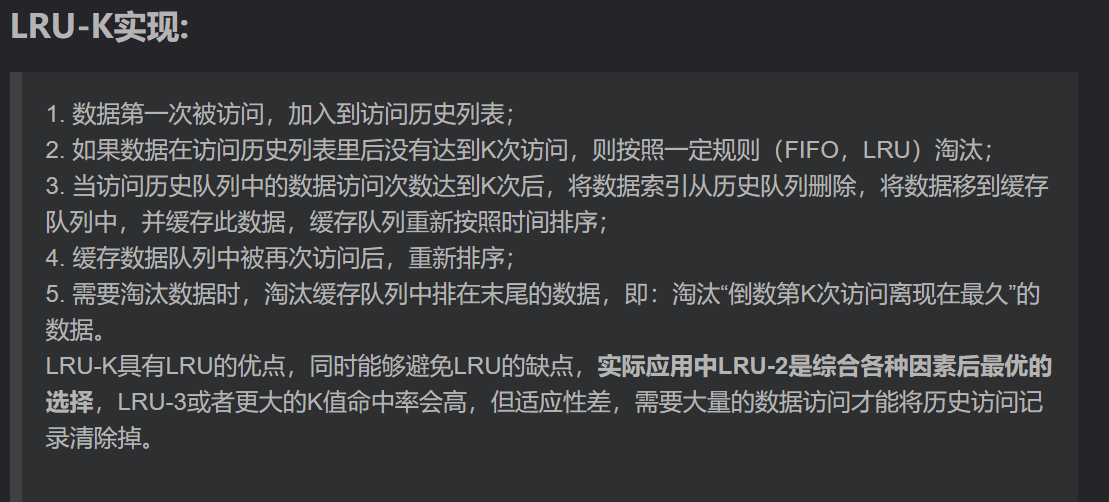 LRU-K实现:
1. 数据第一次被访问，加入到访问历史列表；
2. 如果数据在访问历史列表里后没有达到K次访问，则按照一定规则（FIFO，LRU）淘汰；
3. 当访问历史队列中的数据访问次数达到K次后，将数据索引从历史队列删除，将数据移到缓存
队列中，并缓存此数据，缓存队列重新按照时间排序；
4. 缓存数据队列中被再次访问后，重新排序；
5. 需要淘汰数据时，淘汰缓存队列中排在末尾的数据，即：淘汰“倒数第K次访问离现在最久”的
数据。
LRU-K具有LRU的优点，同时能够避免LRU的缺点，实际应用中LRU-2是综合各种因素后最优的
选择，LRU-3或者更大的K值命中率会高，但适应性差，需要大量的数据访问才能将历史访问记
录清除掉。